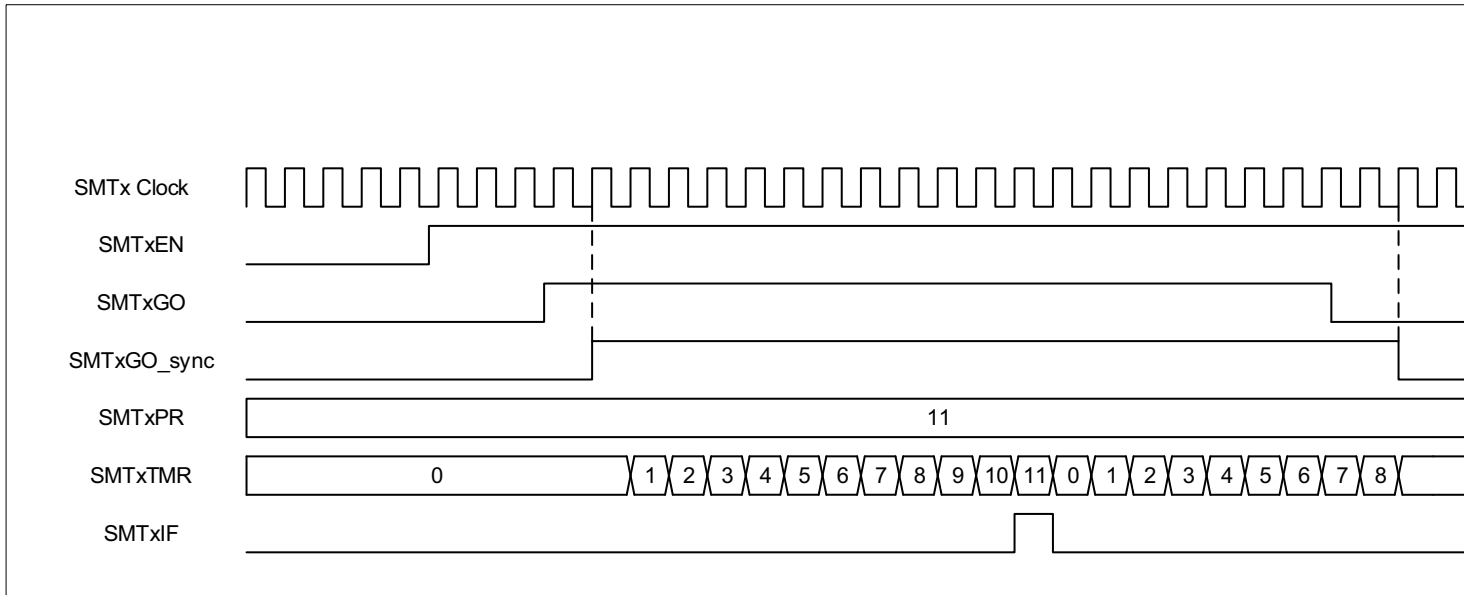 SMTx Clock
SMTxEN
SMTxGO
SMTxGO_sync
SMTxPR 11
SMTxTMR 0 1 2 3 4 5 6 7 8 9 10 11 0 1 2 3 4 5 6 7 8
SMTxIF